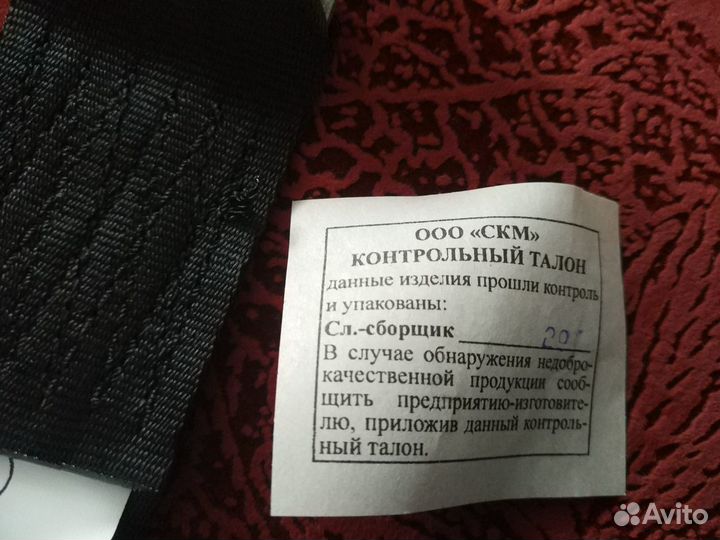 ООО «СКМ»
КОНТРОЛЬНЫЙ ТАЛОН
данные изделия прошли контроль
и упакованы:
Сл.-сборщик
В случае обнаружения недобро-
качественной продукции сооб-
щить предприятию-изготовите-
лю, приложив данный контроль-
ный талон.
Avito